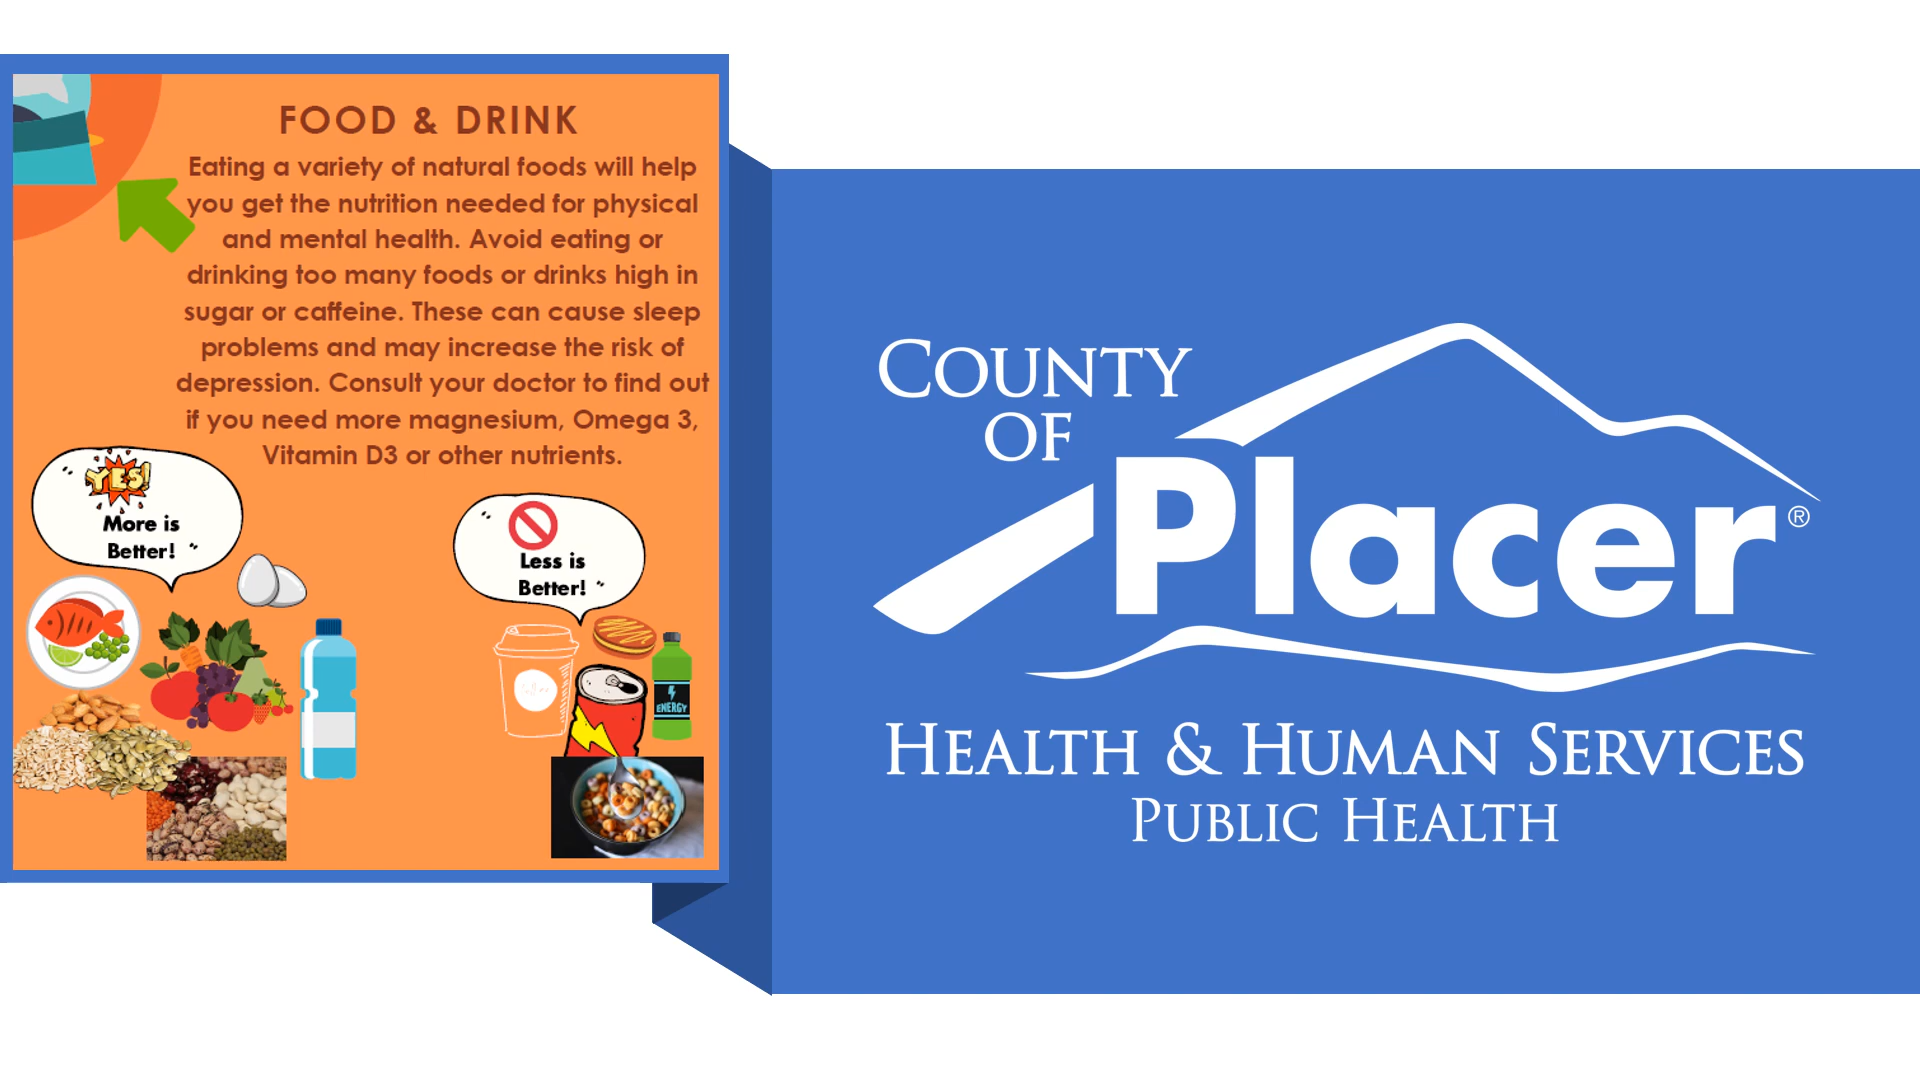 FOOD & DRINK
Eating a variety of natural foods will help
you get the nutrition needed for physical
and mental health. Avoid eating or
drinking too many foods or drinks high in
sugar or caffeine. These can cause sleep
problems and may increase the risk of
depression. Consult your doctor to find out
if you need more magnesium, Omega 3,
Vitamin D3 or other nutrients.
"
YES!
More is
Better! "
"
Less is
Better! "
ENERGY
COUNTY
OF
Placer®
HEALTH & HUMAN SERVICES
PUBLIC HEALTH